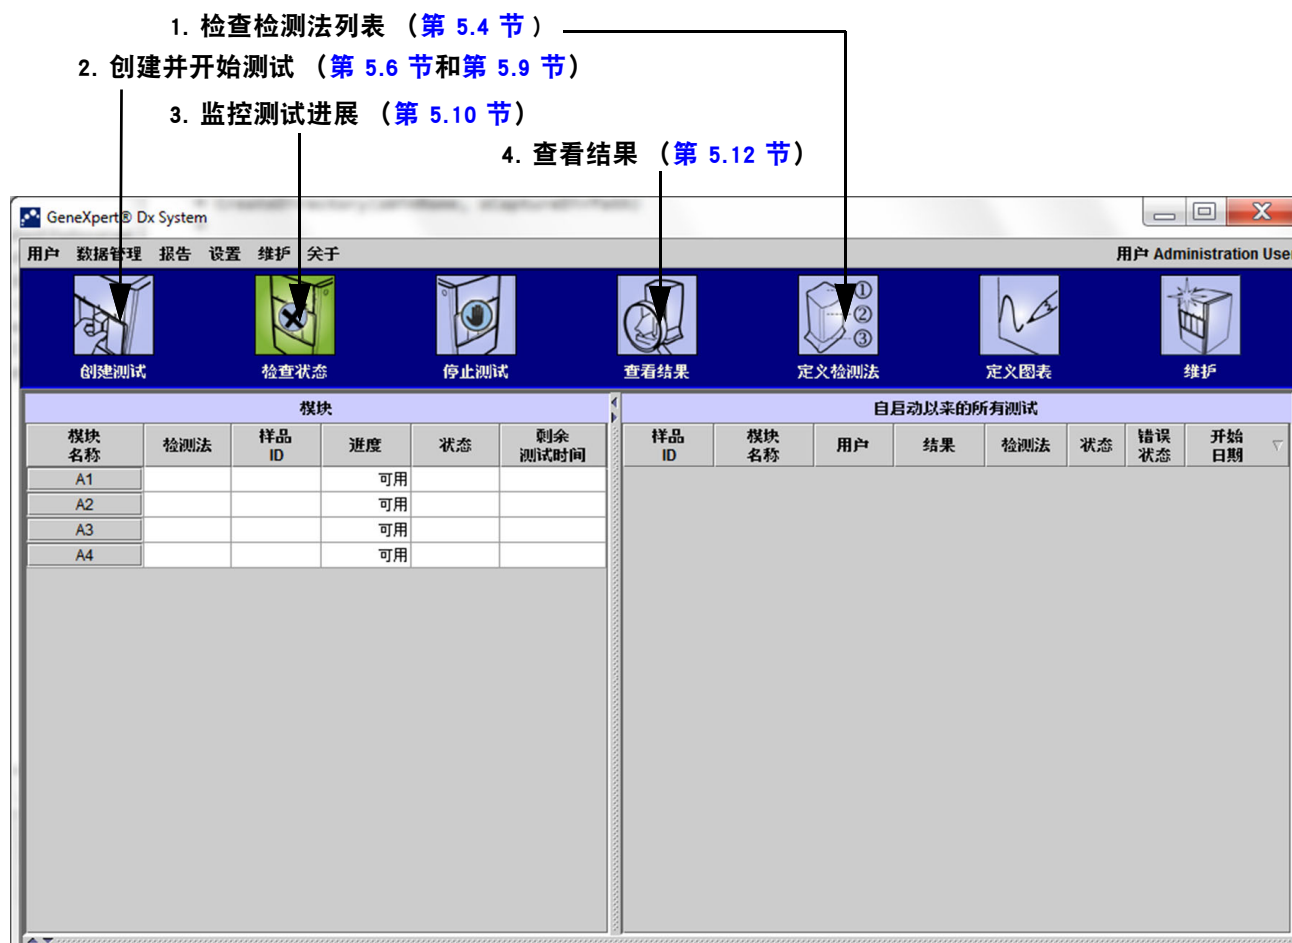 1. 检查检测法列表 （第 5.4 节）
2. 创建并开始测试 （第 5.6 节和第 5.9 节）
3. 监控测试进展 （第 5.10 节）
4. 查看结果 （第 5.12 节）
GeneXpert® Dx System
用户 数据管理 报告 设置 维护 关于 用户 Administration User
创建测试 检查状态 停止测试 查看结果 定义检测法 定义图表 维护
① ② ③
模块 自启动以来的所有测试
模块名称 检测法 样品ID 进度 状态 剩余测试时间 样品ID 模块名称 用户 结果 检测法 状态 错误状态 开始日期
A1 可用
A2 可用
A3 可用
A4 可用